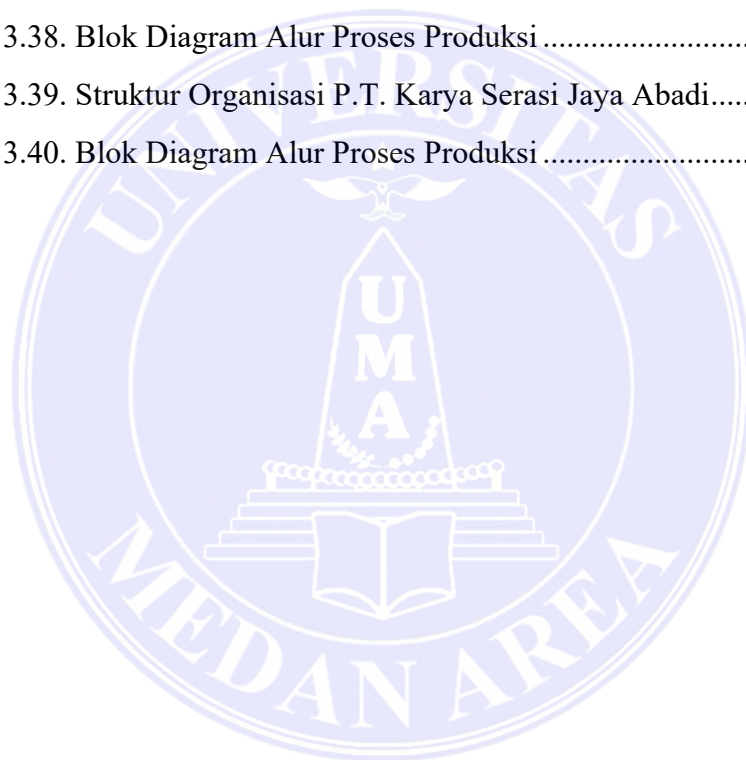 3.38. Blok Diagram Alur Proses Produksi ........................
3.39. Struktur Organisasi P.T. Karya Serasi Jaya Abadi.....
3.40. Blok Diagram Alur Proses Produksi ........................
UNIVERSITAS
U
M
A
MEDAN AREA